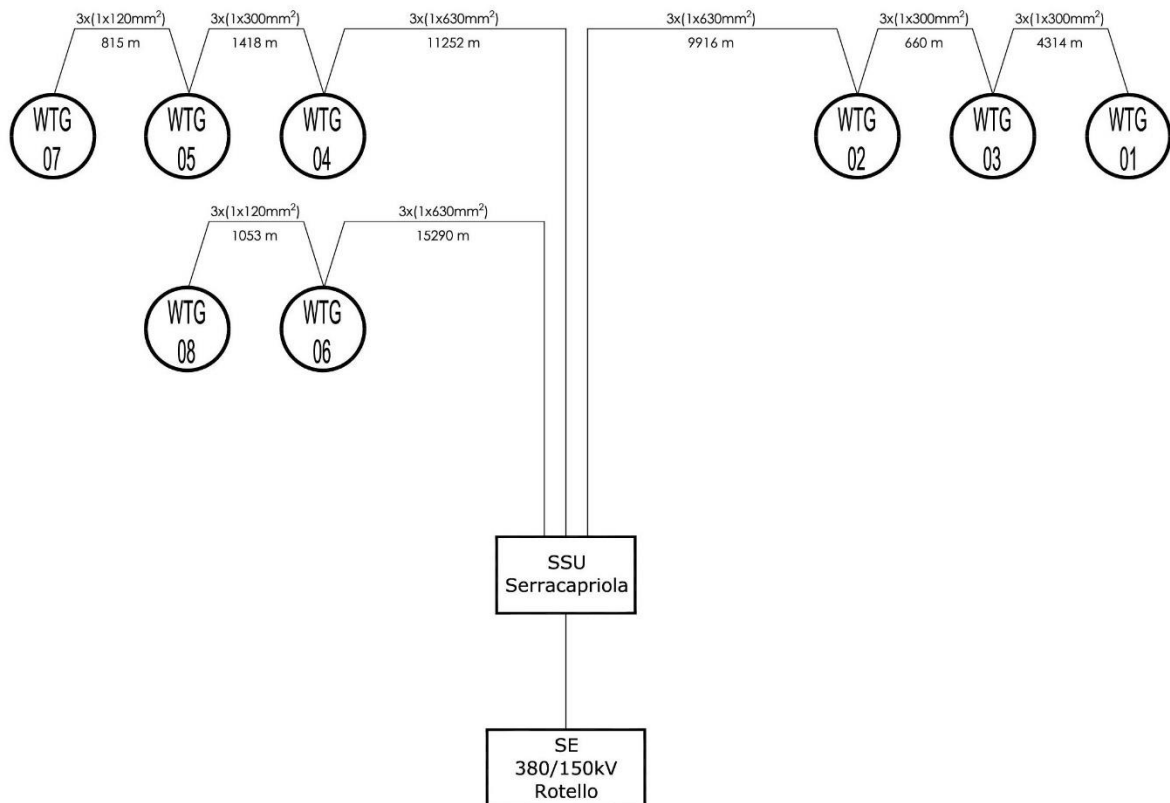 3x(1x120mm²)
815 m
3x(1x300mm²)
1418 m
3x(1x630mm²)
11252 m
3x(1x630mm²)
9916 m
3x(1x300mm²)
660 m
3x(1x300mm²)
4314 m
WTG
07
WTG
05
WTG
04
WTG
02
WTG
03
WTG
01
3x(1x120mm²)
1053 m
3x(1x630mm²)
15290 m
WTG
08
WTG
06
SSU
Serracapriola
SE
380/150kV
Rotello